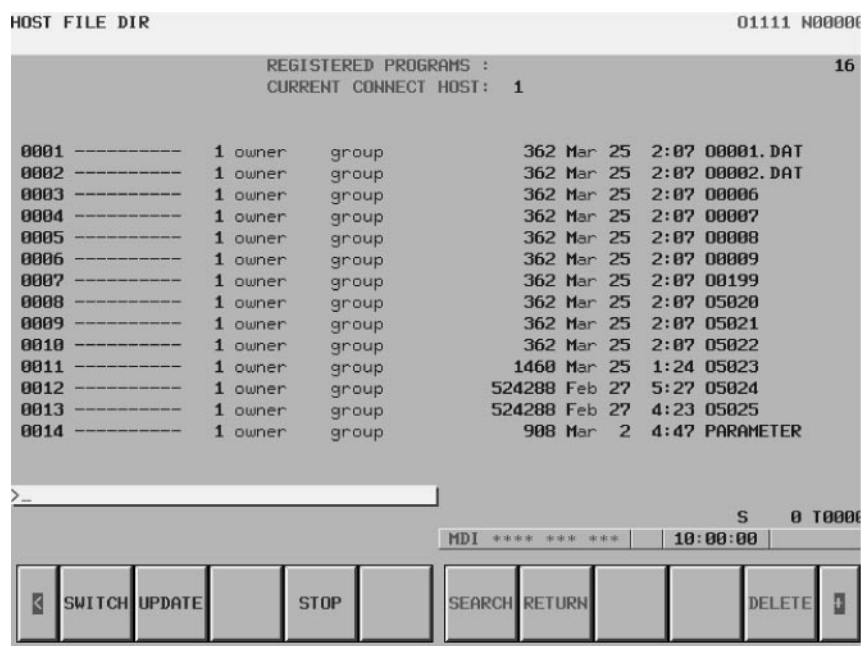 HOST FILE DIR O1111 N00000
REGISTERED PROGRAMS : 16
CURRENT CONNECT HOST: 1
0001 ---------- 1 owner group 362 Mar 25 2:07 O0001.DAT
0002 ---------- 1 owner group 362 Mar 25 2:07 O0002.DAT
0003 ---------- 1 owner group 362 Mar 25 2:07 O0006
0004 ---------- 1 owner group 362 Mar 25 2:07 O0007
0005 ---------- 1 owner group 362 Mar 25 2:07 O0008
0006 ---------- 1 owner group 362 Mar 25 2:07 O0009
0007 ---------- 1 owner group 362 Mar 25 2:07 O0199
0008 ---------- 1 owner group 362 Mar 25 2:07 O5020
0009 ---------- 1 owner group 362 Mar 25 2:07 O5021
0010 ---------- 1 owner group 362 Mar 25 2:07 O5022
0011 ---------- 1 owner group 1460 Mar 25 1:24 O5023
0012 ---------- 1 owner group 524288 Feb 27 5:27 O5024
0013 ---------- 1 owner group 524288 Feb 27 4:23 O5025
0014 ---------- 1 owner group 908 Mar 2 4:47 PARAMETER
>_
S 0 T0000
MDI **** *** *** 10:00:00
< SWITCH UPDATE STOP SEARCH RETURN DELETE +